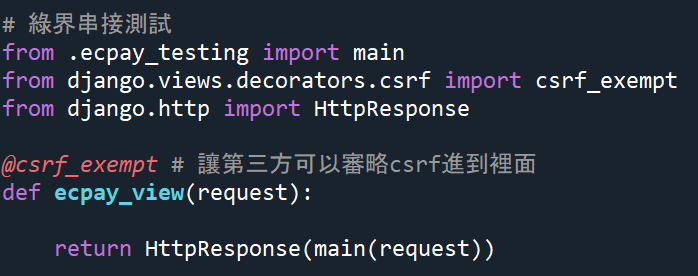 # 綠界串接測試
from .ecpay_testing import main
from django.views.decorators.csrf import csrf_exempt
from django.http import HttpResponse
@csrf_exempt # 讓第三方可以審略csrf進到裡面
def ecpay_view(request):
return HttpResponse(main(request))